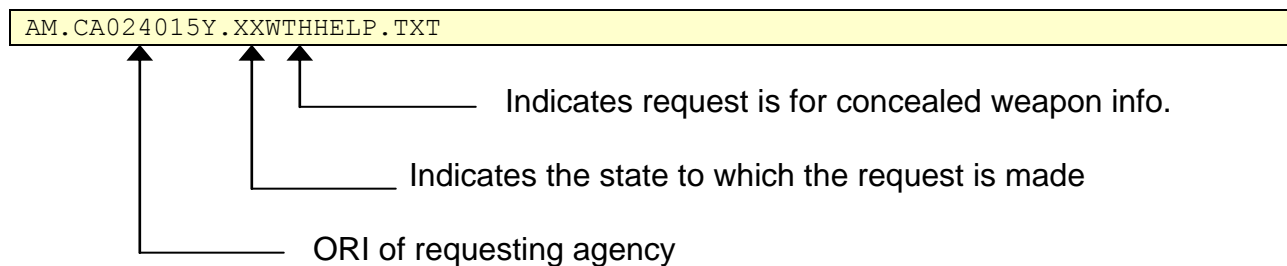 AM.CA024015Y.XXWTHHELP.TXT
Indicates request is for concealed weapon info.
Indicates the state to which the request is made
ORI of requesting agency